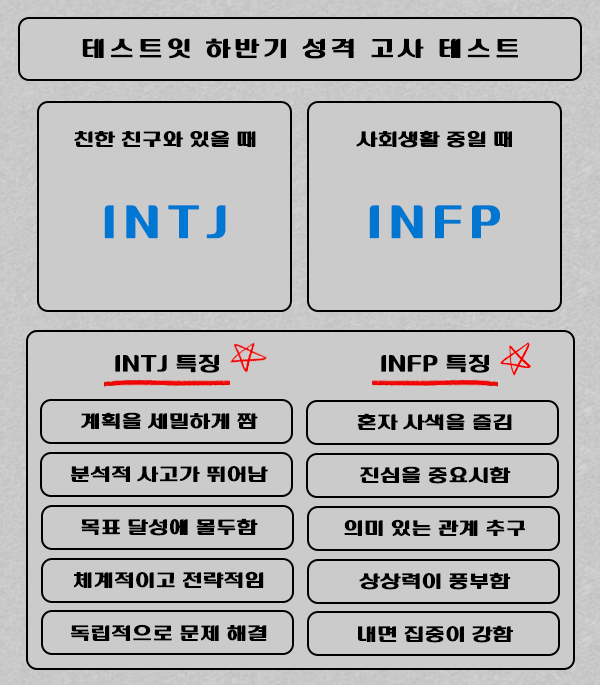 테스트잇 하반기 성격 고사 테스트
친한 친구와 있을 때
INTJ
사회생활 중일 때
INFP
INTJ 특징
계획을 세밀하게 짬
분석적 사고가 뛰어남
목표 달성에 몰두함
체계적이고 전략적임
독립적으로 문제 해결
INFP 특징
혼자 사색을 즐김
진심을 중요시함
의미 있는 관계 추구
상상력이 풍부함
내면 집중이 강함